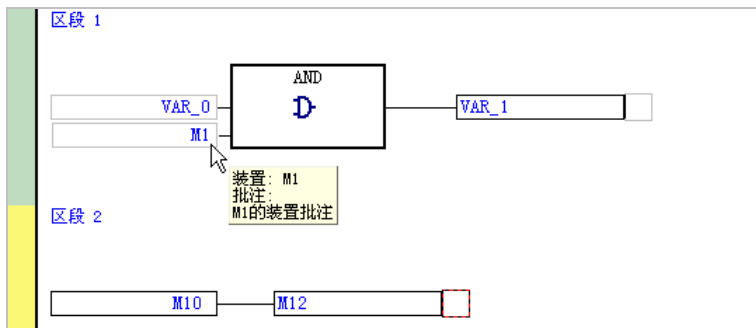 区段 1
AND
VAR_0
VAR_1
M1
装置: M1
批注:
M1的装置批注
区段 2
M10
M12